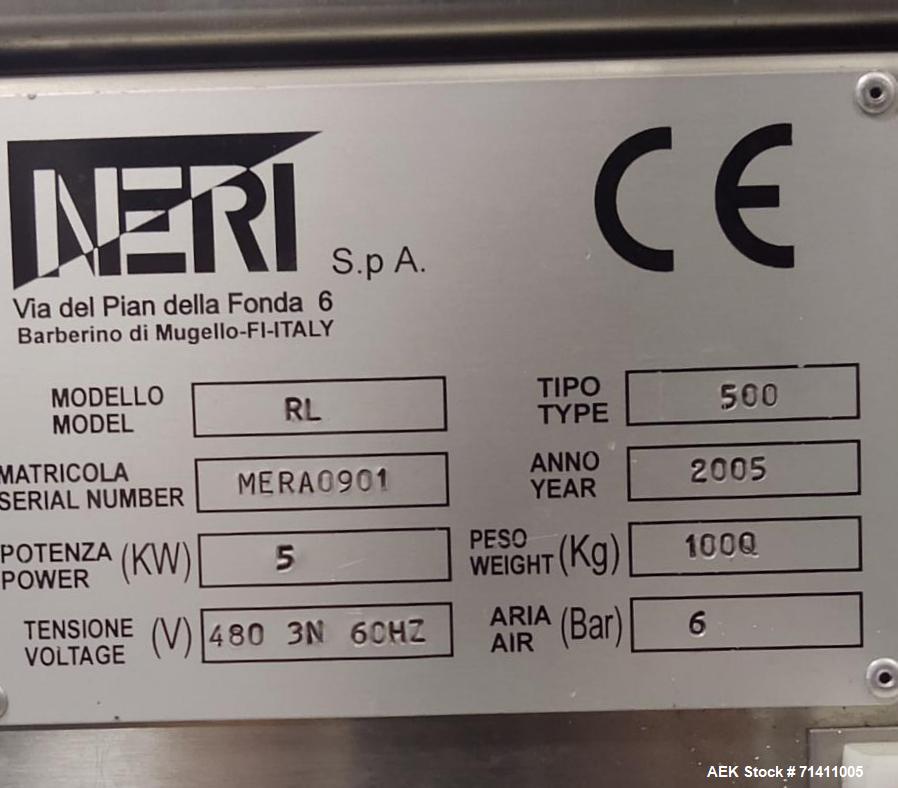 NERI S.p A.
CE
Via del Pian della Fonda 6
Barberino di Mugello-FI-ITALY
MODELLO
MODEL
RL
TIPO
TYPE
500
MATRICOLA
SERIAL NUMBER
MERA0901
ANNO
YEAR
2005
POTENZA
POWER
(KW)
5
PESO
WEIGHT
(Kg)
100Q
TENSIONE
VOLTAGE
(V)
480 3N 60HZ
ARIA
AIR
(Bar)
6
AEK Stock # 71411005